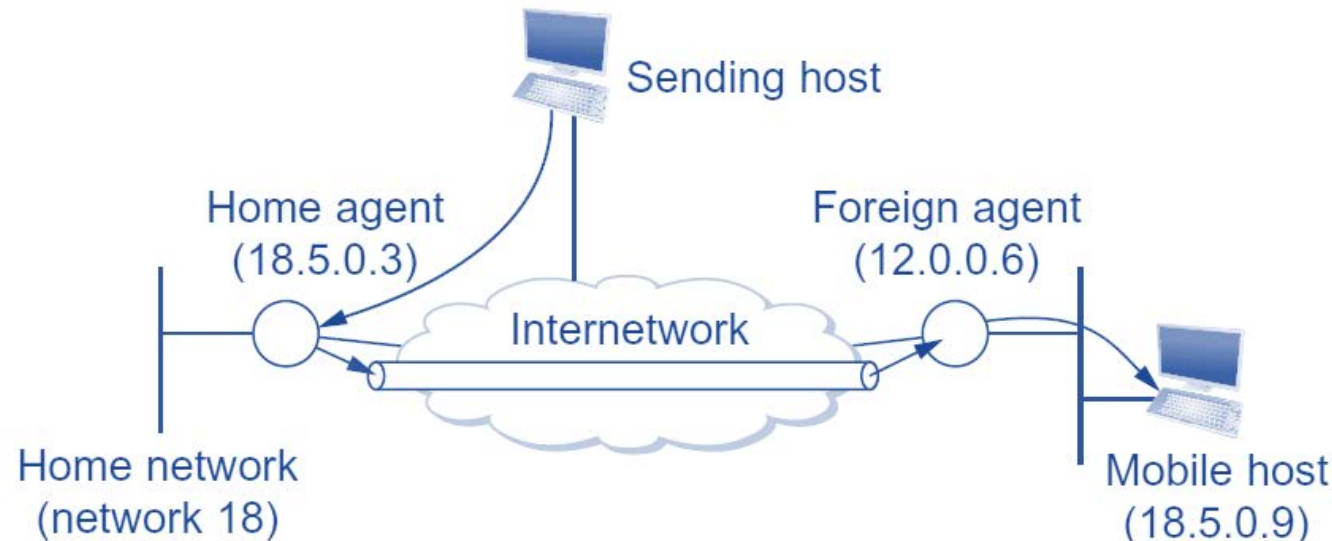 Sending host
Home agent
(18.5.0.3)
Foreign agent
(12.0.0.6)
Internetwork
Home network
(network 18)
Mobile host
(18.5.0.9)